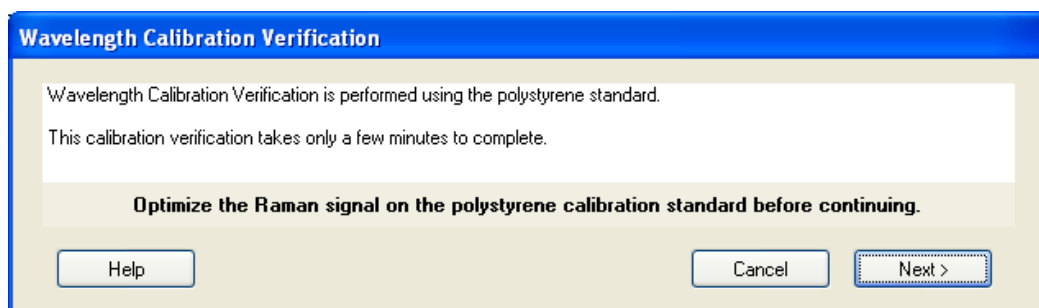 Wavelength Calibration Verification
Wavelength Calibration Verification is performed using the polystyrene standard.
This calibration verification takes only a few minutes to complete.
Optimize the Raman signal on the polystyrene calibration standard before continuing.
Help
Cancel
Next >